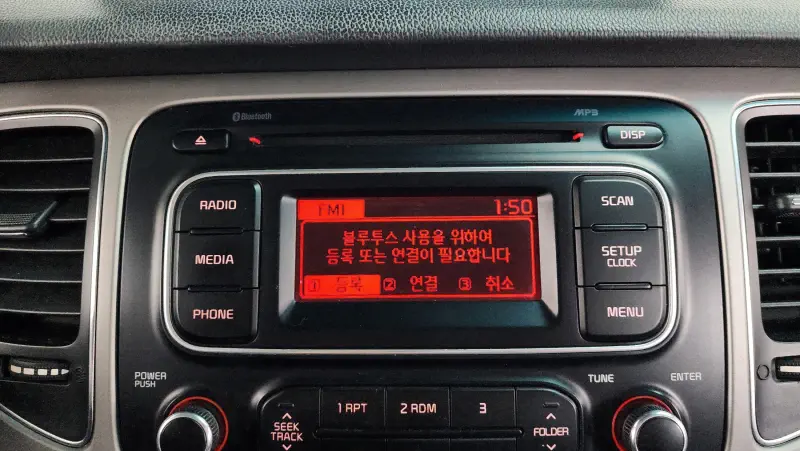 Bluetooth
MP3
DISP
RADIO
MEDIA
PHONE
FM1
1:50
블루투스 사용을 위하여
등록 또는 연결이 필요합니다
1 등록 2 연결 3 취소
SCAN
SETUP
CLOCK
MENU
POWER
PUSH
SEEK
TRACK
1 RPT
2 RDM
3
FOLDER
TUNE
ENTER